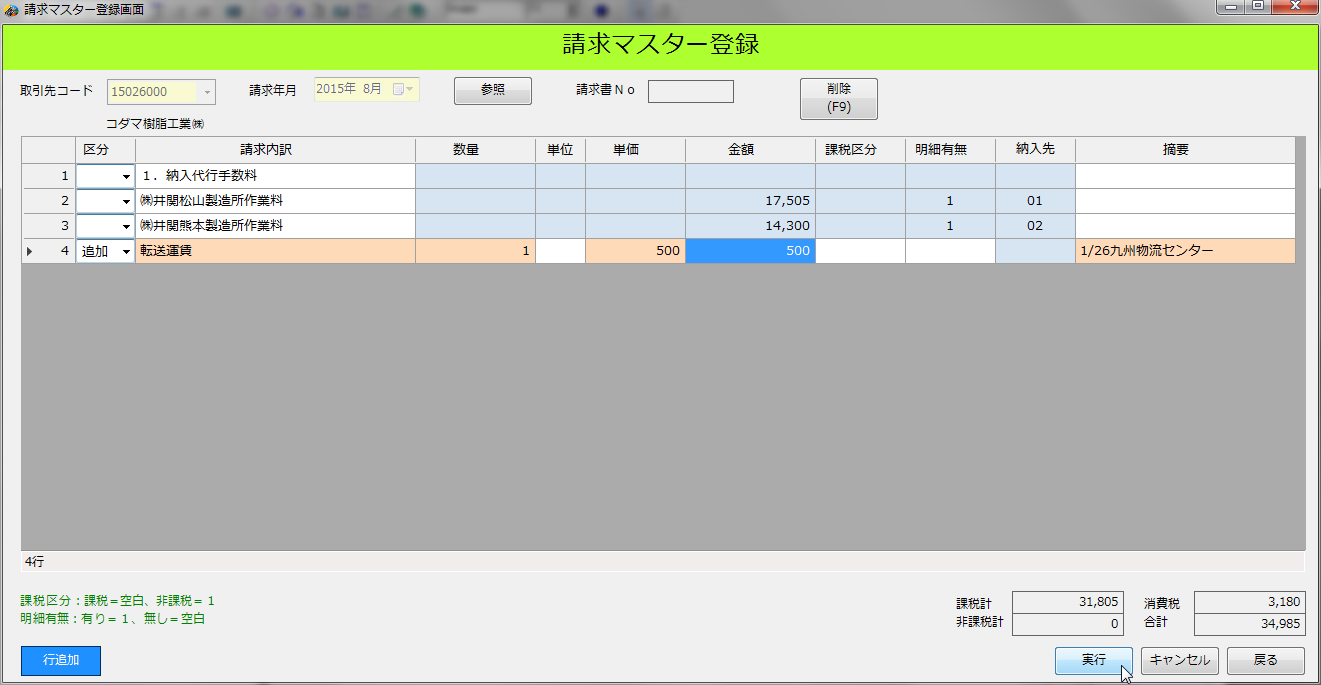 請求マスター登録画面
請求マスター登録
取引先コード 15026000 請求年月 2015年 8月 参照 請求書Ｎｏ 削除
(F9)
コダマ樹脂工業㈱
区分 請求内訳 数量 単位 単価 金額 課税区分 明細有無 納入先 摘要
1 １．納入代行手数料
2 ㈱井関松山製造所作業料 17,505 1 01
3 ㈱井関熊本製造所作業料 14,300 1 02
4 追加 転送運賃 1 500 500 1/26九州物流センター
4行
課税区分：課税＝空白、非課税＝１
明細有無：有り＝１、無し＝空白
課税計 31,805 消費税 3,180
非課税計 0 合計 34,985
行追加 実行 キャンセル 戻る